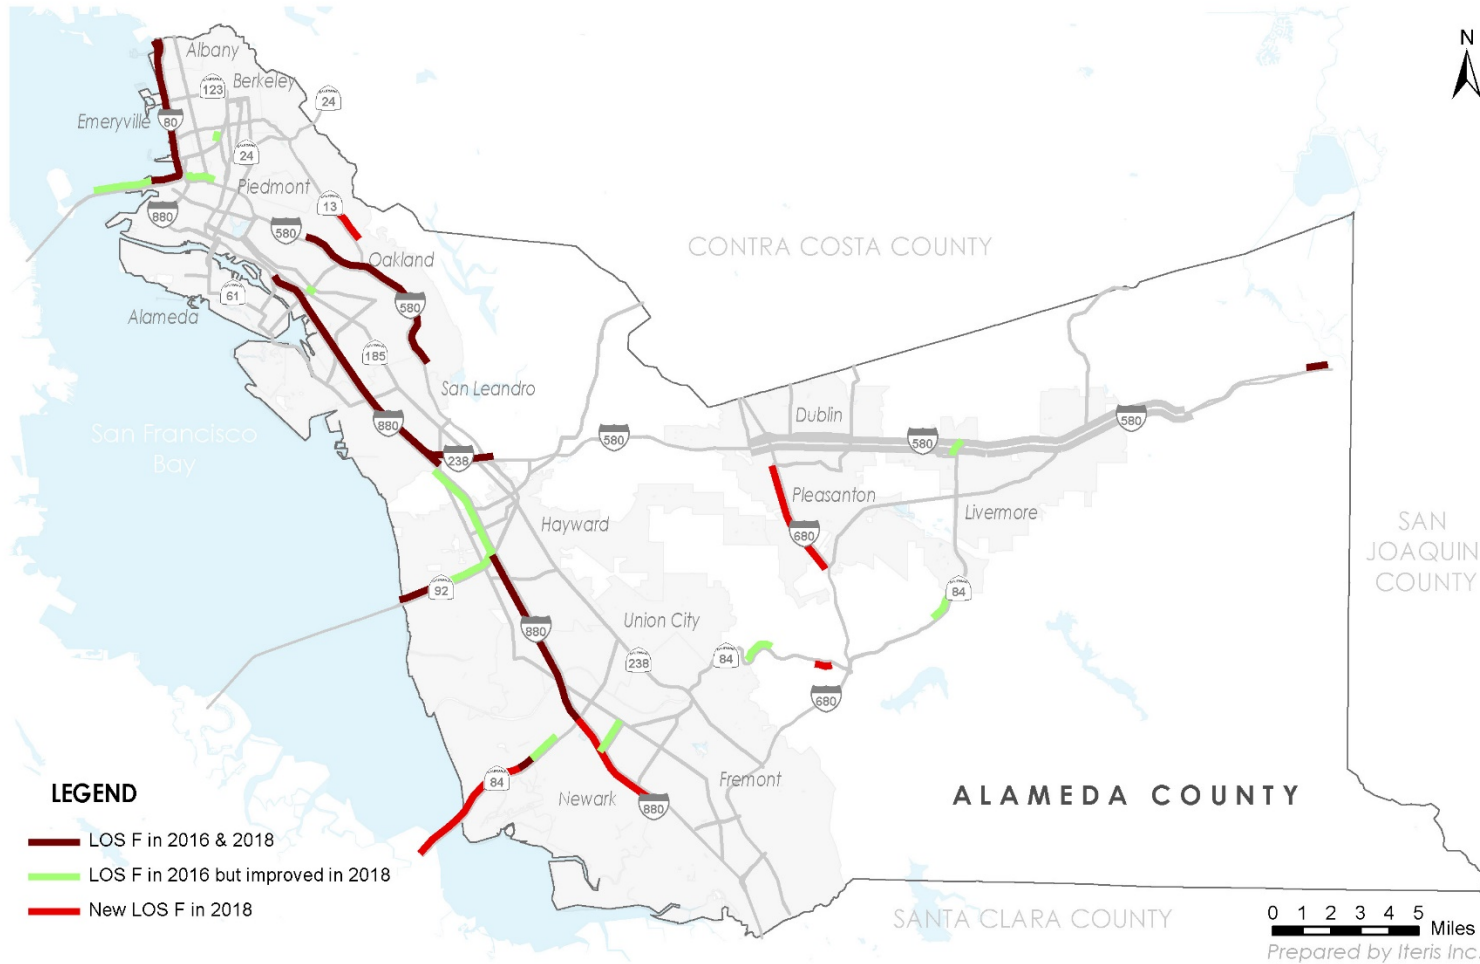 N
Albany
123
Berkeley
24
Emeryville
80
24
Piedmont
880
13
580
CONTRA COSTA COUNTY
Oakland
61
580
Alameda
185
San Leandro
Dublin
880
580
580
580
San Francisco
Bay
238
Pleasanton
Livermore
Hayward
680
SAN
JOAQUIN
COUNTY
92
84
Union City
880
238
84
680
84
Fremont
Newark
880
ALAMEDA COUNTY
LEGEND
LOS F in 2016 & 2018
LOS F in 2016 but improved in 2018
New LOS F in 2018
SANTA CLARA COUNTY
0 1 2 3 4 5
Miles
Prepared by Iteris Inc.